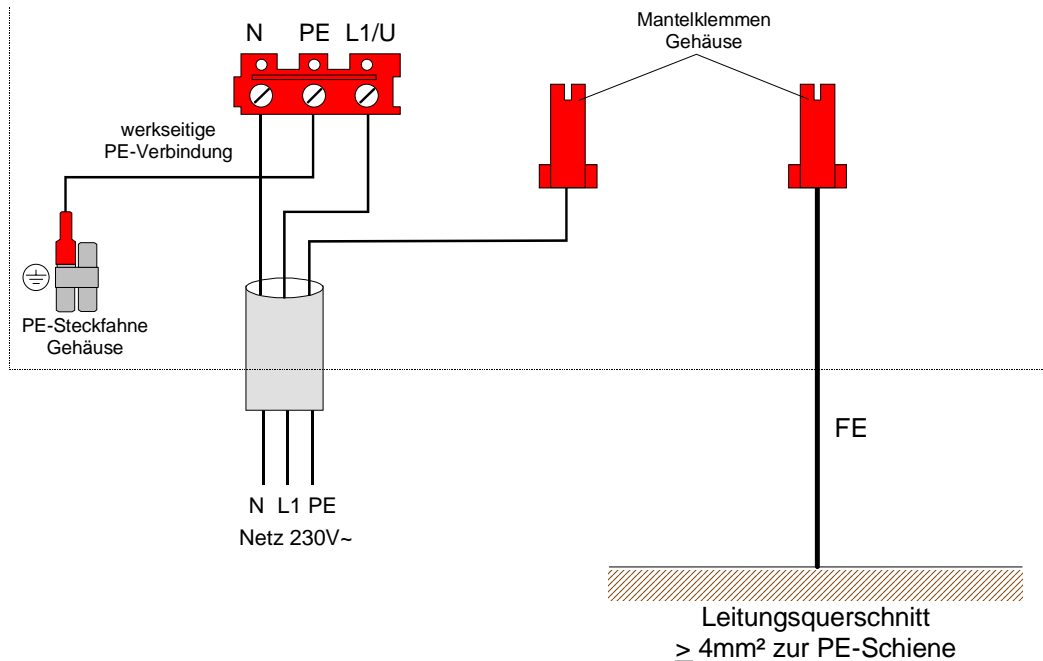 N PE L1/U
Mantelklemmen
Gehäuse
werkseitige
PE-Verbindung
PE-Steckfahne
Gehäuse
FE
N L1 PE
Netz 230V~
Leitungsquerschnitt
≥ 4mm² zur PE-Schiene